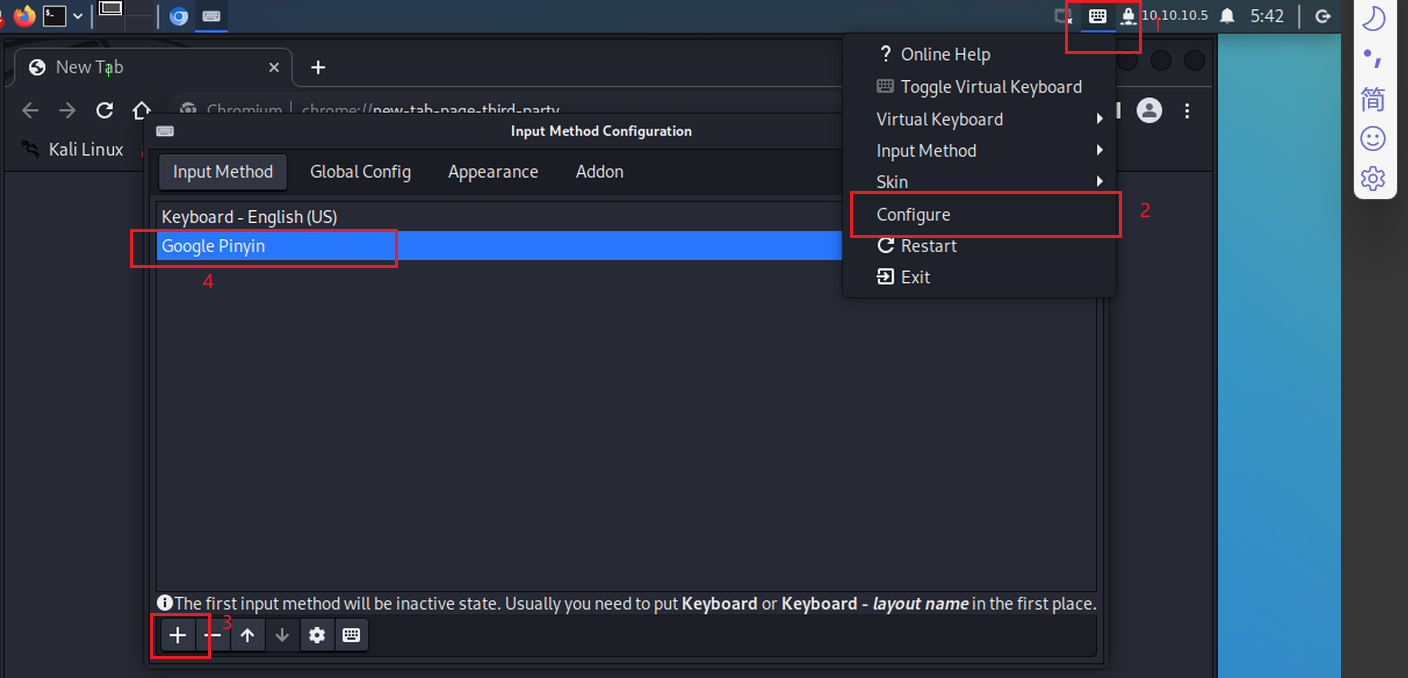 10.10.10.5 5:42
1
New Tab
Online Help
Toggle Virtual Keyboard
Chromium | chrome://new-tab-page-third-party
Virtual Keyboard
Input Method Configuration
Kali Linux
Input Method Global Config Appearance Addon
Input Method
Skin
Configure
2
Restart
Exit
Keyboard - English (US)
Google Pinyin
4
The first input method will be inactive state. Usually you need to put Keyboard or Keyboard - layout name in the first place.
3
简